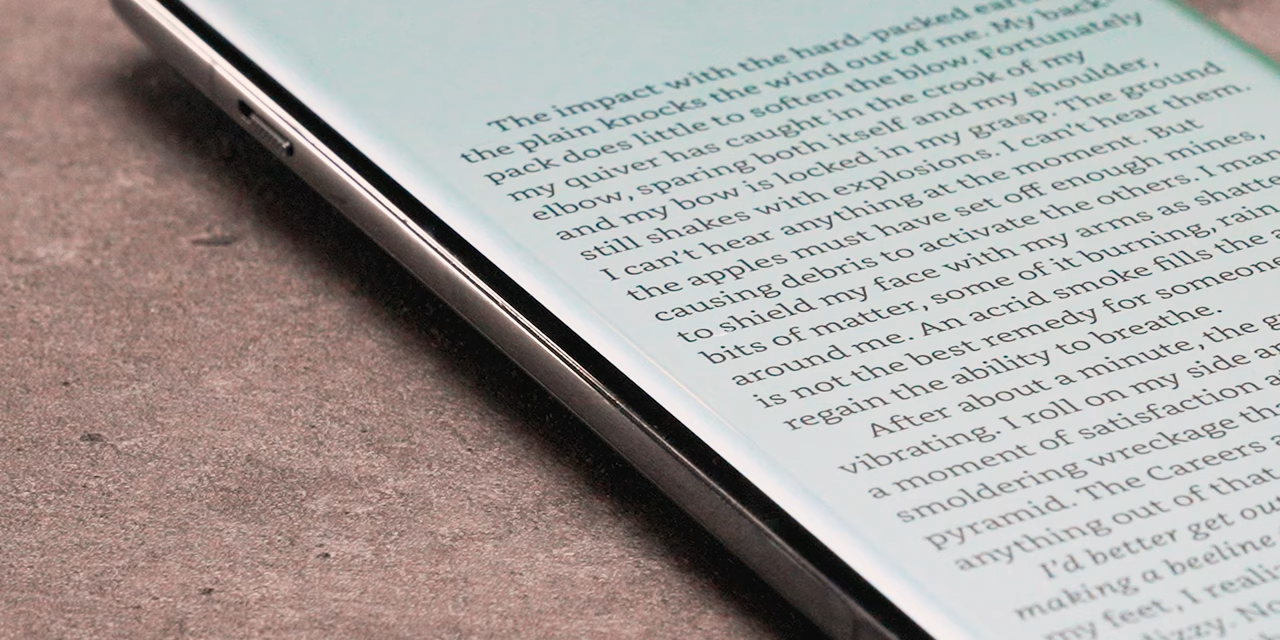 The impact with the hard-packed
the plain knocks the wind out of me. My back-
pack does little to soften the blow. Fortunately
my quiver has caught in the crook of my
elbow, sparing both itself and my shoulder,
and my bow is locked in my grasp. The ground
still shakes with explosions. I can't hear them.
I can't hear anything at the moment. But
the apples must have set off enough mines,
causing debris to activate the others. I
to shield my face with my arms as
bits of matter, some of it burning, rain
around me. An acrid smoke fills the
is not the best remedy for someone
regain the ability to breathe.
After about a minute, the
vibrating. I roll on my side
a moment of satisfaction
smoldering wreckage
pyramid. The Careers
anything out of that
I'd better get
making a beeline
my feet, I
No